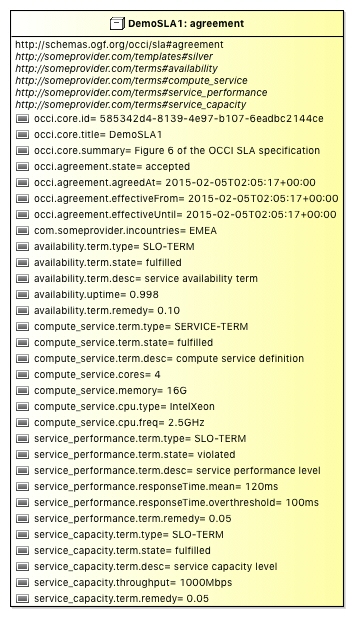 DemoSLA1: agreement
http://schemas.ogf.org/occi/sla#agreement
http://someprovider.com/templates#silver
http://someprovider.com/terms#availability
http://someprovider.com/terms#compute_service
http://someprovider.com/terms#service_performance
http://someprovider.com/terms#service_capacity
occi.core.id= 585342d4-8139-4e97-b107-6eadbc2144ce
occi.core.title= DemoSLA1
occi.core.summary= Figure 6 of the OCCI SLA specification
occi.agreement.state= accepted
occi.agreement.agreedAt= 2015-02-05T02:05:17+00:00
occi.agreement.effectiveFrom= 2015-02-05T02:05:17+00:00
occi.agreement.effectiveUntil= 2015-02-05T02:05:17+00:00
com.someprovider.incountries= EMEA
availability.term.type= SLO-TERM
availability.term.state= fulfilled
availability.term.desc= service availability term
availability.uptime= 0.998
availability.term.remedy= 0.10
compute_service.term.type= SERVICE-TERM
compute_service.term.state= fulfilled
compute_service.term.desc= compute service definition
compute_service.cores= 4
compute_service.memory= 16G
compute_service.cpu.type= IntelXeon
compute_service.cpu.freq= 2.5GHz
service_performance.term.type= SLO-TERM
service_performance.term.state= violated
service_performance.term.desc= service performance level
service_performance.responseTime.mean= 120ms
service_performance.responseTime.overthreshold= 100ms
service_performance.term.remedy= 0.05
service_capacity.term.type= SLO-TERM
service_capacity.term.state= fulfilled
service_capacity.term.desc= service capacity level
service_capacity.throughput= 1000Mbps
service_capacity.term.remedy= 0.05